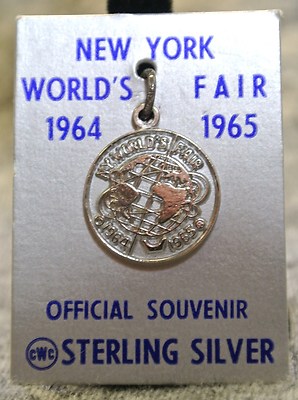 NEW YORK
WORLD'S FAIR
1964 1965
N.Y. WORLD'S FAIR
1964 1965
OFFICIAL SOUVENIR
CWC STERLING SILVER